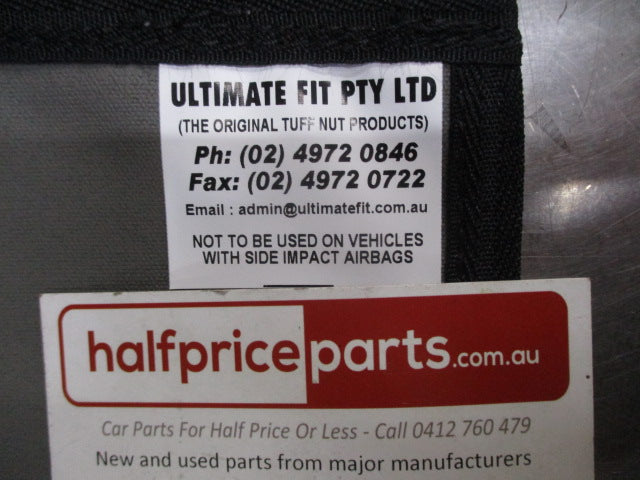 ULTIMATE FIT PTY LTD
(THE ORIGINAL TUFF NUT PRODUCTS)
Ph: (02) 4972 0846
Fax: (02) 4972 0722
Email : admin@ultimatefit.com.au
NOT TO BE USED ON VEHICLES
WITH SIDE IMPACT AIRBAGS
halfpriceparts.com.au
Car Parts For Half Price Or Less - Call 0412 760 479
New and used parts from major manufacturers